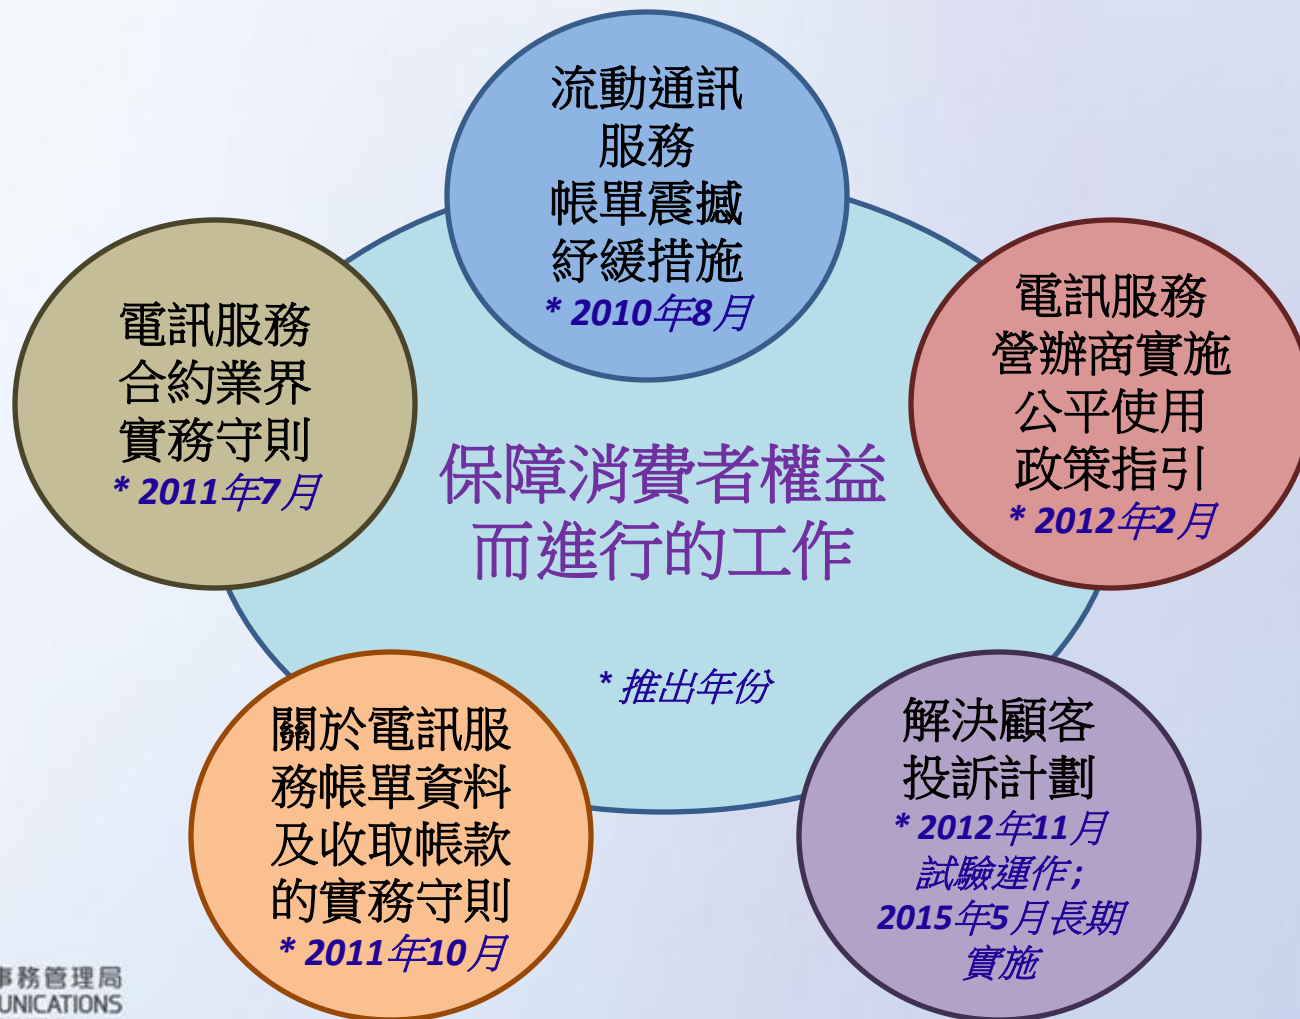 流動通訊
服務
帳單震撼
紓緩措施
* 2010年8月
電訊服務
合約業界
實務守則
* 2011年7月
電訊服務
營辦商實施
公平使用
政策指引
* 2012年2月
保障消費者權益
而進行的工作
* 推出年份
關於電訊服
務帳單資料
及收取帳款
的實務守則
* 2011年10月
解決顧客
投訴計劃
* 2012年11月
試驗運作;
2015年5月長期
實施
事務管理局
UNICATIONS